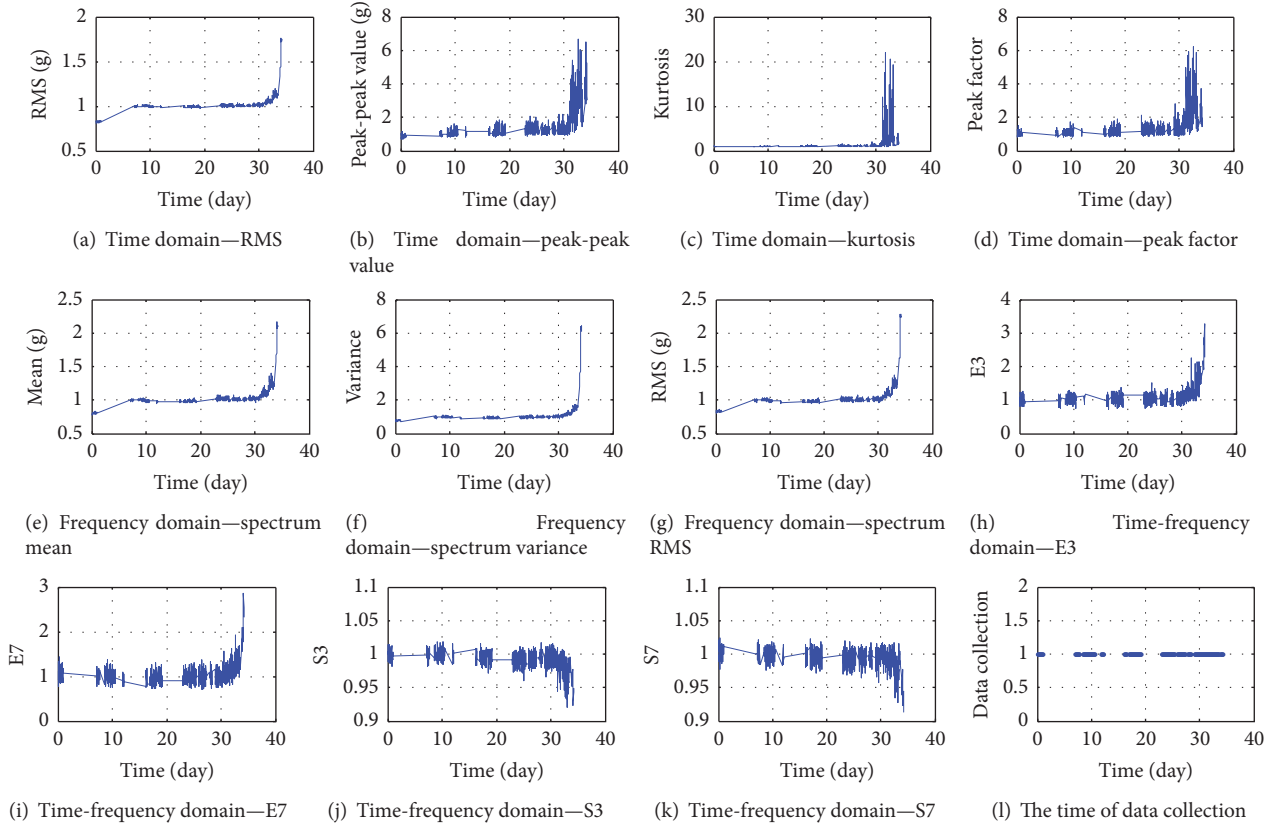 2
1.5
1
0.5
RMS (g)
0 10 20 30 40
Time (day)
(a) Time domain—RMS
8
6
4
2
0
Peak-peak value (g)
0 10 20 30 40
Time (day)
(b) Time domain—peak-peak
value
30
20
10
0
Kurtosis
0 10 20 30 40
Time (day)
(c) Time domain—kurtosis
8
6
4
2
0
Peak factor
0 10 20 30 40
Time (day)
(d) Time domain—peak factor
2.5
2
1.5
1
0.5
Mean (g)
0 10 20 30 40
Time (day)
(e) Frequency domain—spectrum
mean
8
6
4
2
0
Variance
0 10 20 30 40
Time (day)
(f) Frequency
domain—spectrum variance
2.5
2
1.5
1
0.5
RMS (g)
0 10 20 30 40
Time (day)
(g) Frequency domain—spectrum
RMS
4
3
2
1
0
E3
0 10 20 30 40
Time (day)
(h) Time-frequency
domain—E3
3
2
1
0
E7
0 10 20 30 40
Time (day)
(i) Time-frequency domain—E7
1.1
1.05
1
0.95
0.9
S3
0 10 20 30 40
Time (day)
(j) Time-frequency domain—S3
1.1
1.05
1
0.95
0.9
S7
0 10 20 30 40
Time (day)
(k) Time-frequency domain—S7
2
1.5
1
0.5
0
Data collection
0 10 20 30 40
Time (day)
(l) The time of data collection